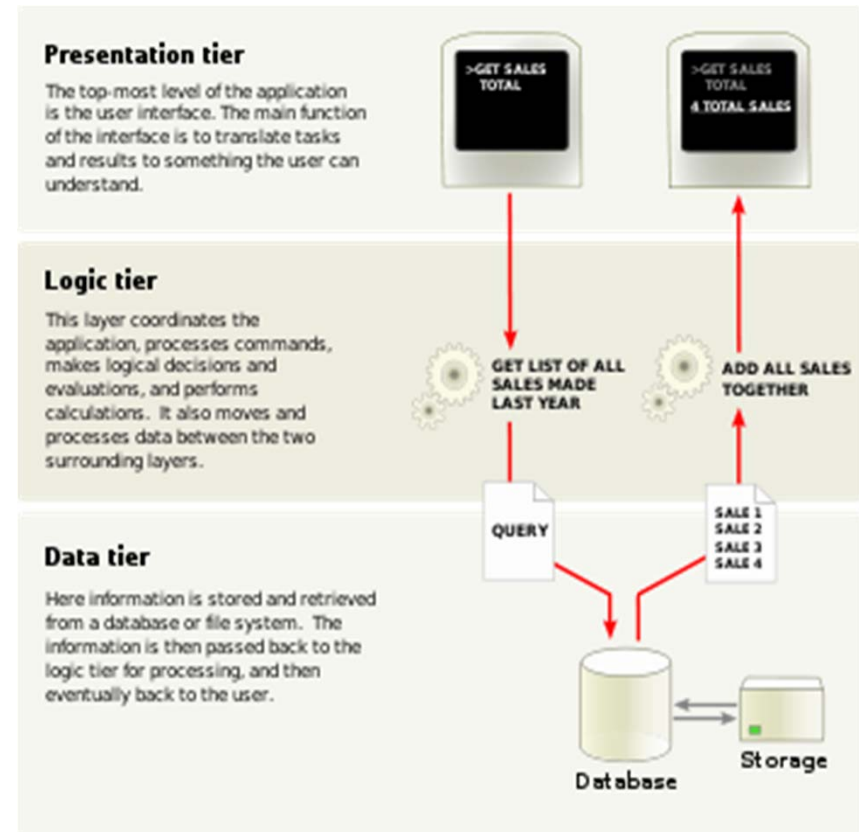 Presentation tier
The top-most level of the application
is the user interface. The main function
of the interface is to translate tasks
and results to something the user can
understand.
>GET SALES
TOTAL
>GET SALES
TOTAL
4 TOTAL SALES
Logic tier
This layer coordinates the
application, processes commands,
makes logical decisions and
evaluations, and performs
calculations. It also moves and
processes data between the two
surrounding layers.
GET LIST OF ALL
SALES MADE
LAST YEAR
ADD ALL SALES
TOGETHER
QUERY
SALE 1
SALE 2
SALE 3
SALE 4
Data tier
Here information is stored and retrieved
from a database or file system. The
information is then passed back to the
logic tier for processing, and then
eventually back to the user.
Database
Storage